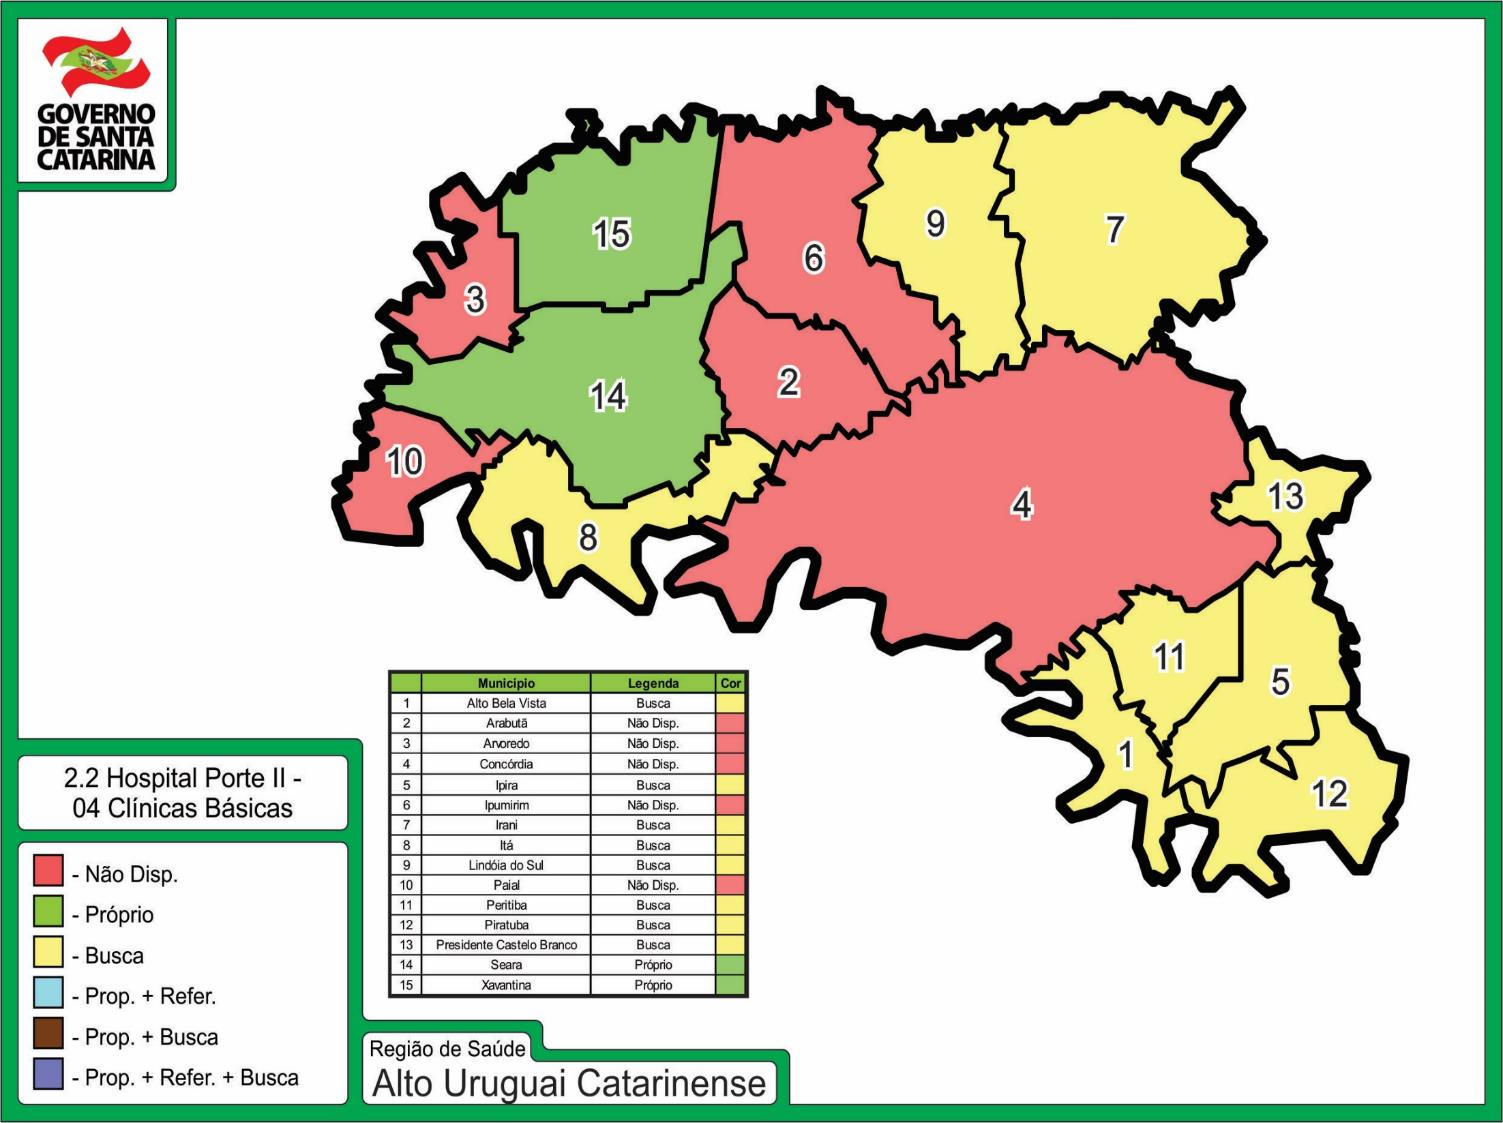 GOVERNO
DE SANTA
CATARINA
15
9
7
6
3
2
14
10
13
4
8
11
5
1
12
Município Legenda Cor
1 Alto Bela Vista Busca
2 Arabutã Não Disp.
3 Arvoredo Não Disp.
4 Concórdia Não Disp.
5 Ipira Busca
6 Ipumirim Não Disp.
7 Irani Busca
8 Itá Busca
9 Lindóia do Sul Busca
10 Paial Não Disp.
11 Peritiba Busca
12 Piratuba Busca
13 Presidente Castelo Branco Busca
14 Seara Próprio
15 Xavantina Próprio
2.2 Hospital Porte II -
04 Clínicas Básicas
- Não Disp.
- Próprio
- Busca
- Prop. + Refer.
- Prop. + Busca
- Prop. + Refer. + Busca
Região de Saúde
Alto Uruguai Catarinense